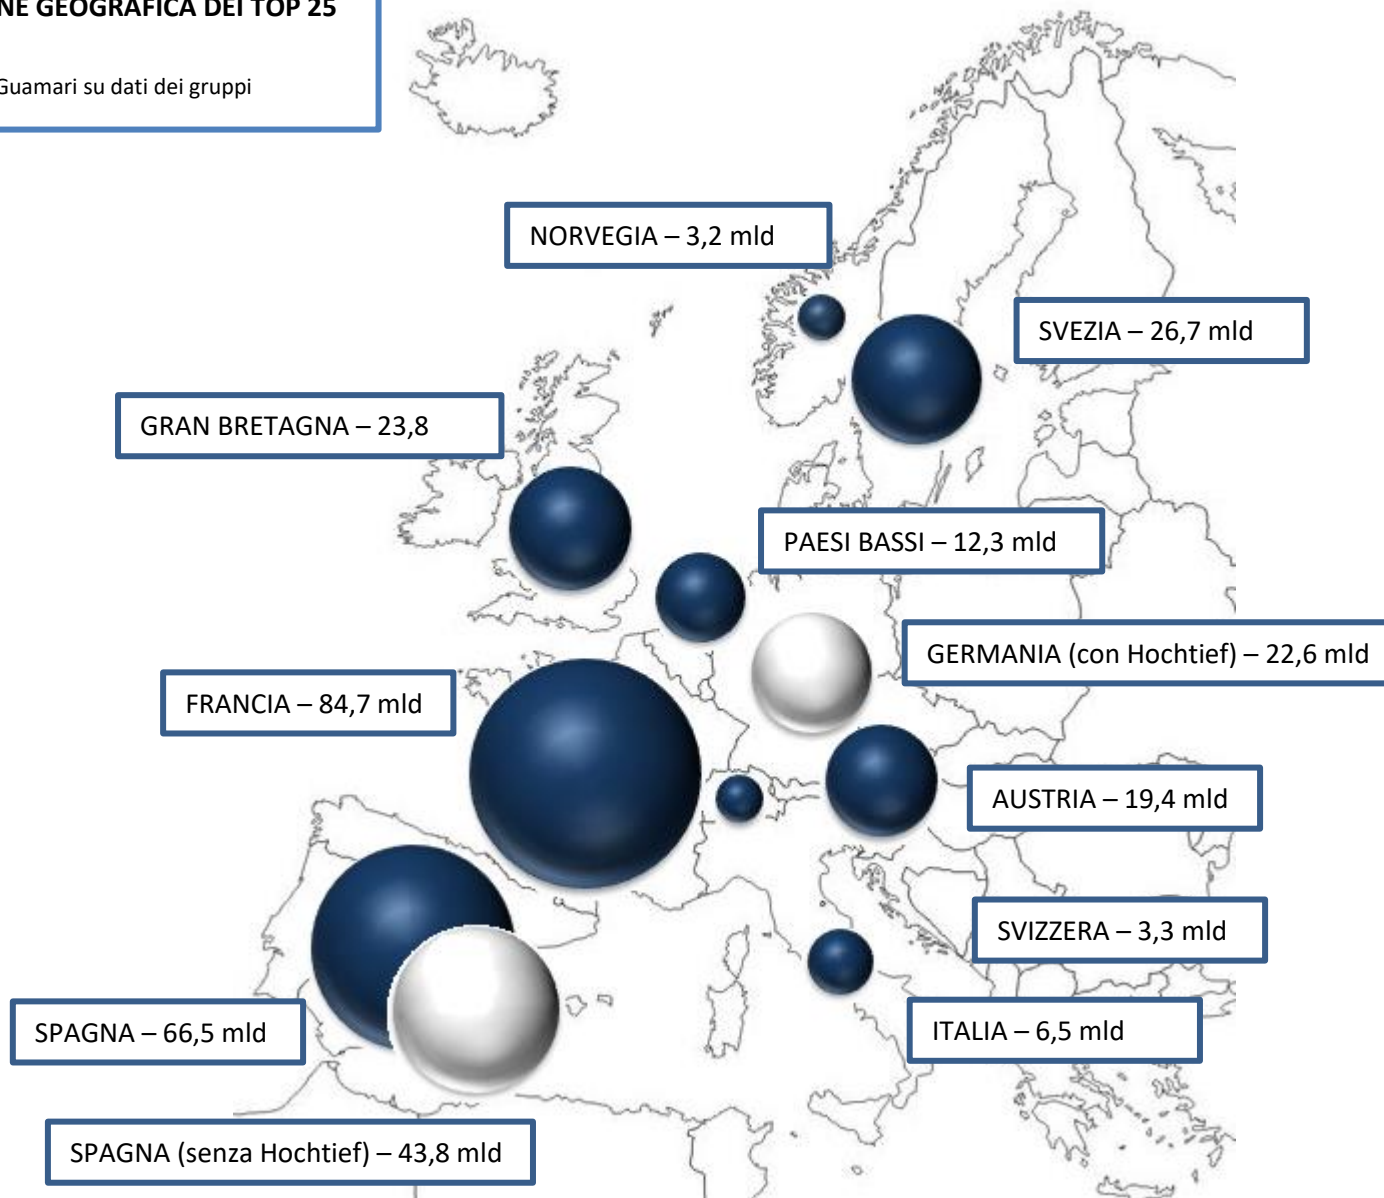 NE GEOGRAFICA DEI TOP 25
Guamari su dati dei gruppi
NORVEGIA – 3,2 mld
SVEZIA – 26,7 mld
GRAN BRETAGNA – 23,8
PAESI BASSI – 12,3 mld
GERMANIA (con Hochtief) – 22,6 mld
FRANCIA – 84,7 mld
AUSTRIA – 19,4 mld
SVIZZERA – 3,3 mld
SPAGNA – 66,5 mld
ITALIA – 6,5 mld
SPAGNA (senza Hochtief) – 43,8 mld